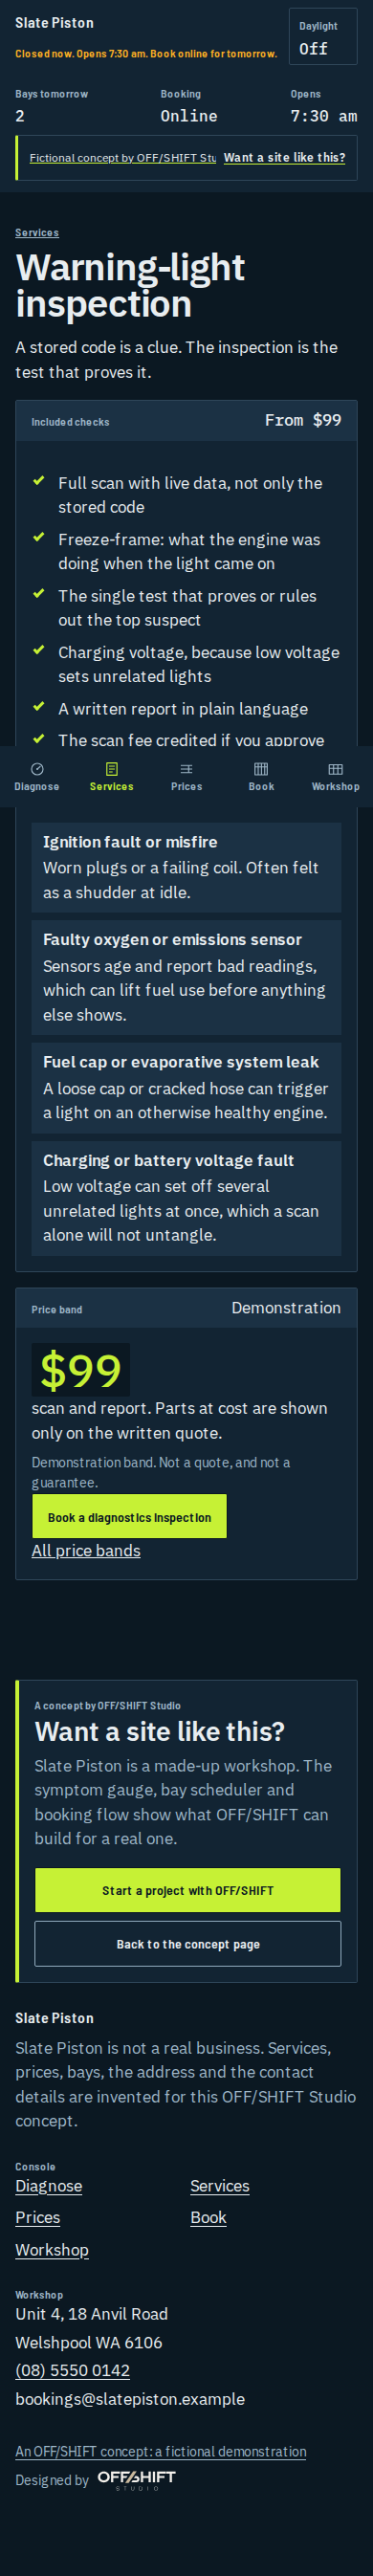 Slate Piston
Closed now. Opens 7:30 am. Book online for tomorrow.
Daylight
Off
Bays tomorrow
2
Booking
Online
Opens
7:30 am
Fictional concept by OFF/SHIFT Stu
Want a site like this?
Services
Warning-light
inspection
A stored code is a clue. The inspection is the
test that proves it.
Included checks
From $99
Full scan with live data, not only the
stored code
Freeze-frame: what the engine was
doing when the light came on
The single test that proves or rules
out the top suspect
Charging voltage, because low voltage
sets unrelated lights
A written report in plain language
The scan fee credited if you approve
Diagnose
Services
Prices
Book
Workshop
Ignition fault or misfire
Worn plugs or a failing coil. Often felt
as a shudder at idle.
Faulty oxygen or emissions sensor
Sensors age and report bad readings,
which can lift fuel use before anything
else shows.
Fuel cap or evaporative system leak
A loose cap or cracked hose can trigger
a light on an otherwise healthy engine.
Charging or battery voltage fault
Low voltage can set off several
unrelated lights at once, which a scan
alone will not untangle.
Price band
Demonstration
$99
scan and report. Parts at cost are shown
only on the written quote.
Demonstration band. Not a quote, and not a
guarantee.
Book a diagnostics inspection
All price bands
A concept by OFF/SHIFT Studio
Want a site like this?
Slate Piston is a made-up workshop. The
symptom gauge, bay scheduler and
booking flow show what OFF/SHIFT can
build for a real one.
Start a project with OFF/SHIFT
Back to the concept page
Slate Piston
Slate Piston is not a real business. Services,
prices, bays, the address and the contact
details are invented for this OFF/SHIFT Studio
concept.
Console
Diagnose
Services
Prices
Book
Workshop
Workshop
Unit 4, 18 Anvil Road
Welshpool WA 6106
(08) 5550 0142
bookings@slatepiston.example
An OFF/SHIFT concept: a fictional demonstration
Designed by OFF/SHIFT
STUDIO